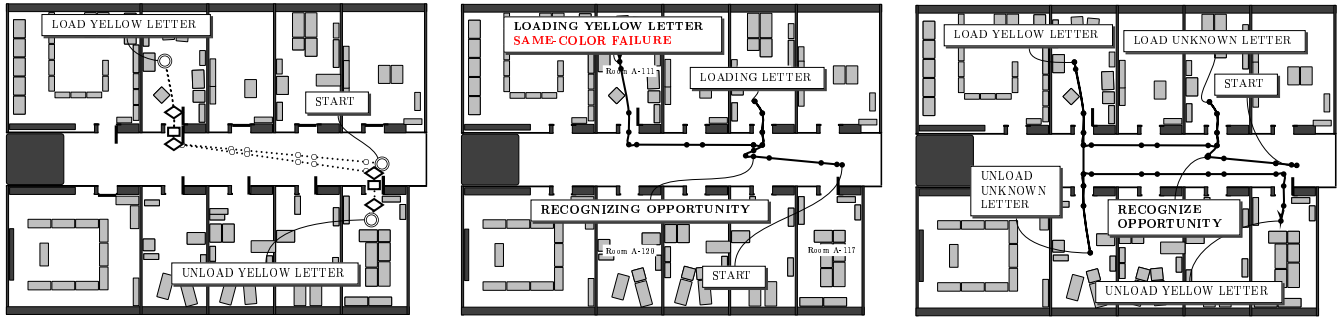 LOAD YELLOW LETTER
START
UNLOAD YELLOW LETTER
LOADING YELLOW LETTER
SAME-COLOR FAILURE
Room A-111
LOADING LETTER
RECOGNIZING OPPORTUNITY
Room A-120
Room A-117
START
LOAD YELLOW LETTER
LOAD UNKNOWN LETTER
START
UNLOAD
UNKNOWN
LETTER
RECOGNIZE
OPPORTUNITY
UNLOAD YELLOW LETTER